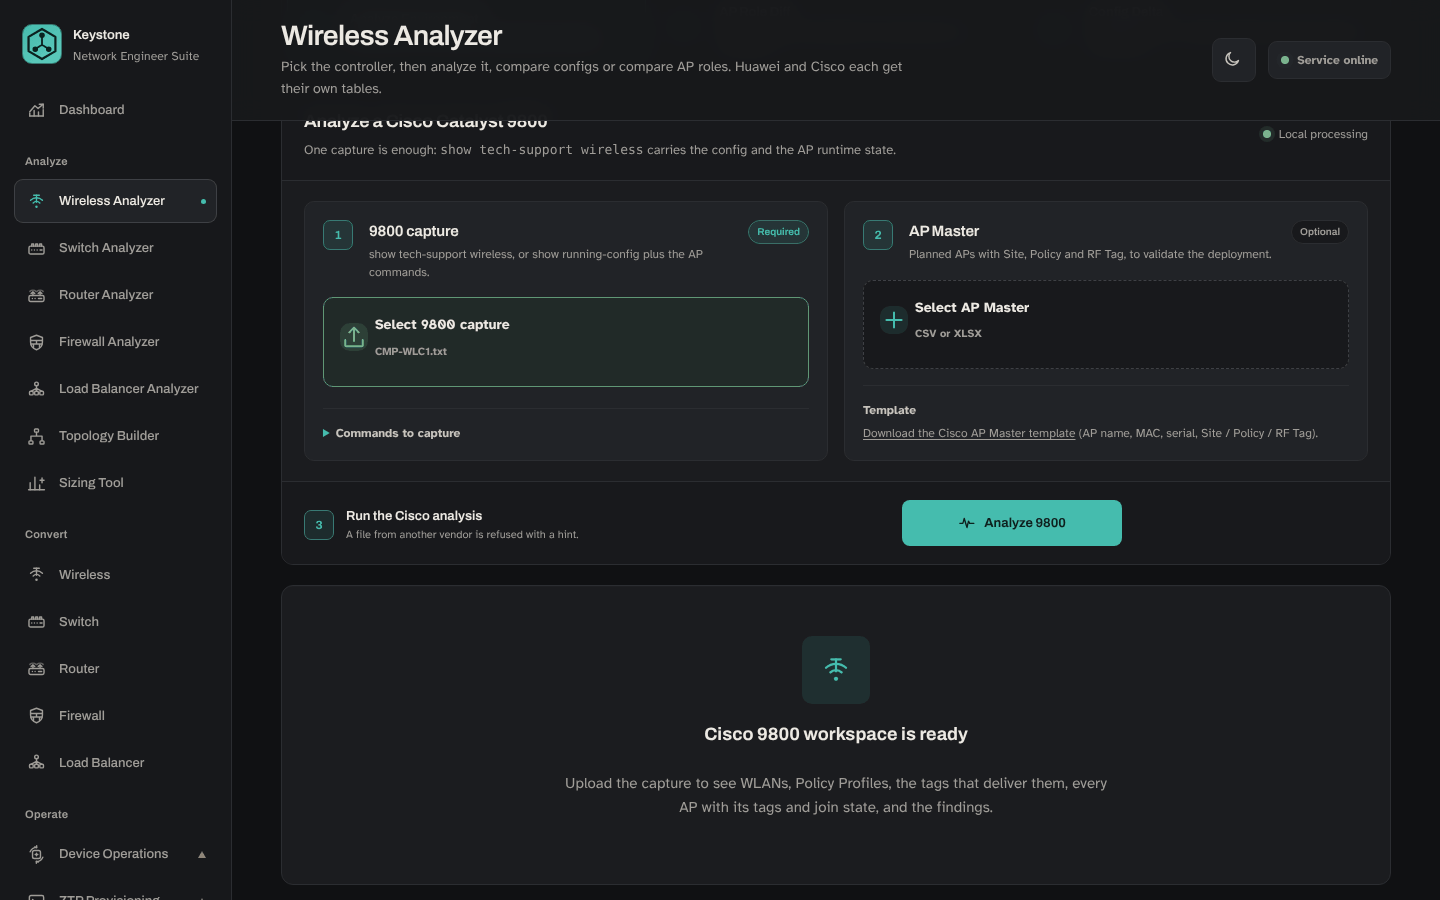 Keystone
Network Engineer Suite
Dashboard
Analyze
Wireless Analyzer
Switch Analyzer
Router Analyzer
Firewall Analyzer
Load Balancer Analyzer
Topology Builder
Sizing Tool
Convert
Wireless
Switch
Router
Firewall
Load Balancer
Operate
Device Operations
ZTP Provisioning
Wireless Analyzer
Pick the controller, then analyze it, compare configs or compare AP roles. Huawei and Cisco each get
their own tables.
Service online
Analyze a Cisco Catalyst 9800
One capture is enough: show tech-support wireless carries the config and the AP runtime state.
Local processing
1
9800 capture
Required
show tech-support wireless, or show running-config plus the AP
commands.
Select 9800 capture
CMP-WLC1.txt
Commands to capture
2
AP Master
Optional
Planned APs with Site, Policy and RF Tag, to validate the deployment.
Select AP Master
CSV or XLSX
Template
Download the Cisco AP Master template (AP name, MAC, serial, Site / Policy / RF Tag).
3
Run the Cisco analysis
A file from another vendor is refused with a hint.
Analyze 9800
Cisco 9800 workspace is ready
Upload the capture to see WLANs, Policy Profiles, the tags that deliver them, every
AP with its tags and join state, and the findings.